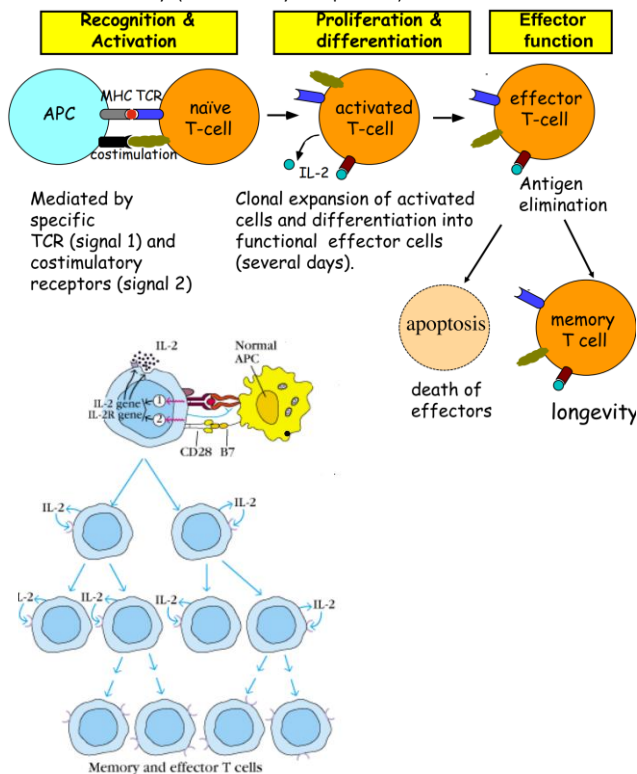 Recognition &
Activation
Proliferation &
differentiation
Effector
function
APC
MHC TCR
naïve
T-cell
costimulation
activated
T-cell
IL-2
effector
T-cell
Mediated by
specific
TCR (signal 1) and
costimulatory
receptors (signal 2)
Clonal expansion of activated
cells and differentiation into
functional effector cells
(several days).
Antigen
elimination
apoptosis
memory
T cell
death of
effectors
longevity
IL-2
Normal
APC
IL-2 gene
IL-2R gene
1
2
CD28
B7
IL-2
IL-2
IL-2
IL-2
IL-2
Memory and effector T cells